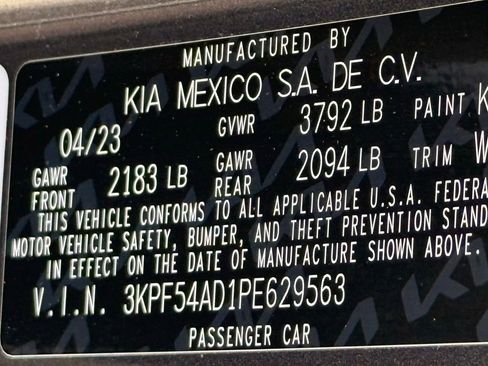 MANUFACTURED BY
KIA MEXICO S.A. DE C.V.
04/23 GVWR 3792 LB PAINT K
GAWR FRONT 2183 LB GAWR REAR 2094 LB TRIM W
THIS VEHICLE CONFORMS TO ALL APPLICABLE U.S.A. FEDERA
MOTOR VEHICLE SAFETY, BUMPER, AND THEFT PREVENTION STAND
IN EFFECT ON THE DATE OF MANUFACTURE SHOWN ABOVE.
V.I.N. 3KPF54AD1PE629563
PASSENGER CAR